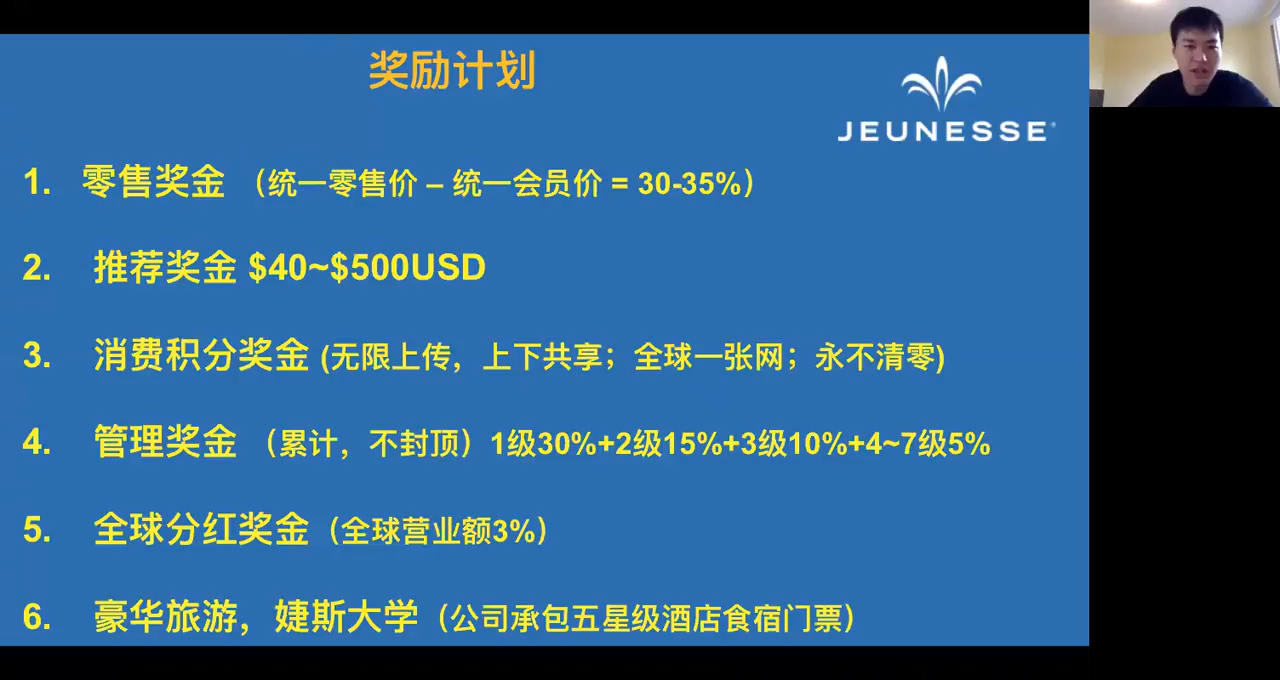 奖励计划
JEUNESSE®
1. 零售奖金 （统一零售价 – 统一会员价 = 30-35%）
2. 推荐奖金 $40~$500USD
3. 消费积分奖金 (无限上传，上下共享；全球一张网；永不清零)
4. 管理奖金 （累计，不封顶）1级30%+2级15%+3级10%+4~7级5%
5. 全球分红奖金（全球营业额3%）
6. 豪华旅游，婕斯大学（公司承包五星级酒店食宿门票）